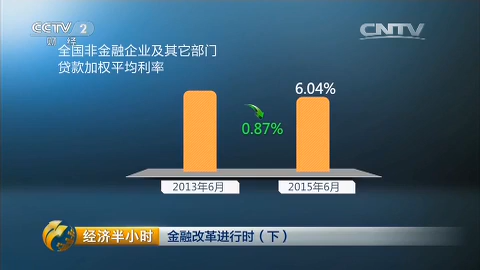 CCTV 2
财经
CNTV
全国非金融企业及其它部门
贷款加权平均利率
6.04%
0.87%
2013年6月
2015年6月
经济半小时
金融改革进行时（下）